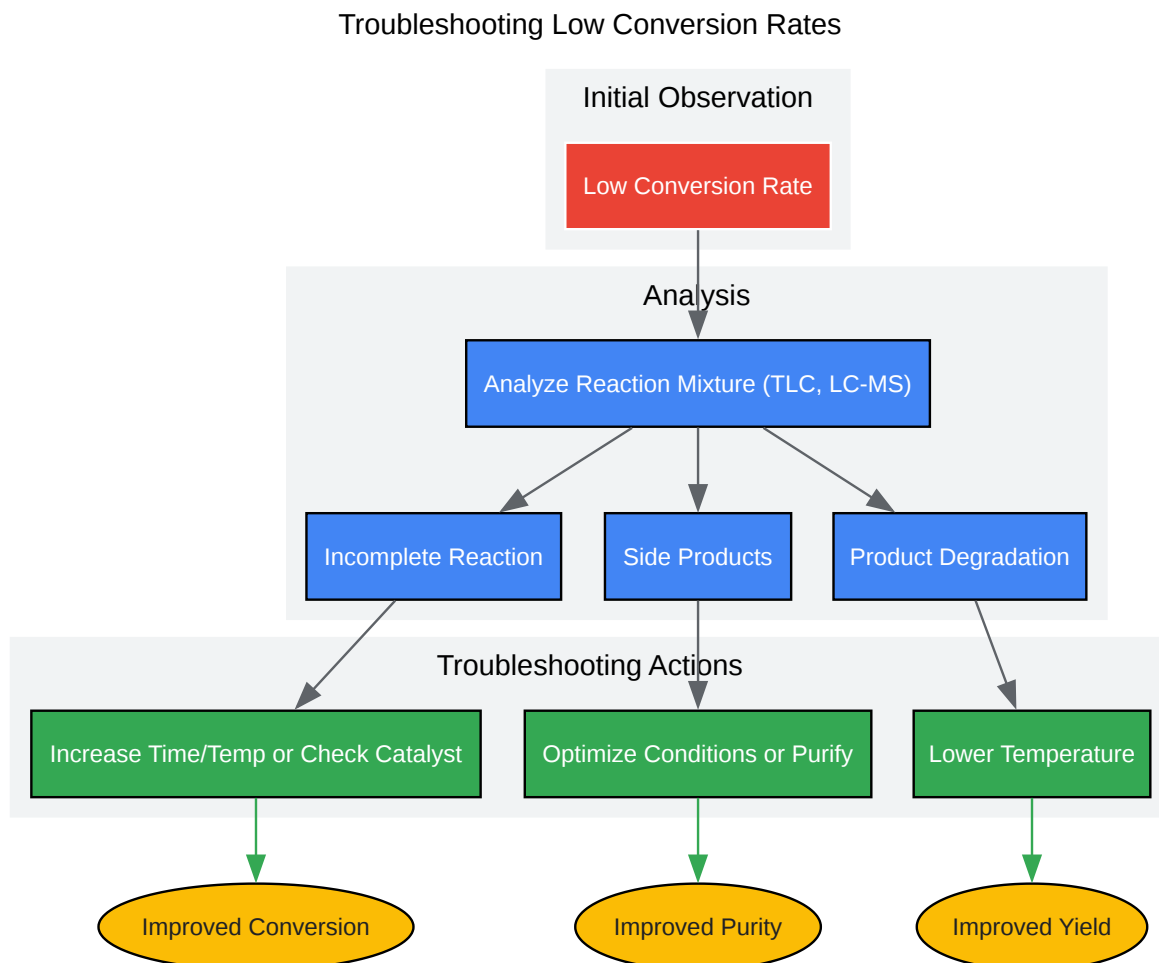 Troubleshooting Low Conversion Rates
Initial Observation
Low Conversion Rate
Analysis
Analyze Reaction Mixture (TLC, LC-MS)
Incomplete Reaction
Side Products
Product Degradation
Troubleshooting Actions
Increase Time/Temp or Check Catalyst
Optimize Conditions or Purify
Lower Temperature
Improved Conversion
Improved Purity
Improved Yield